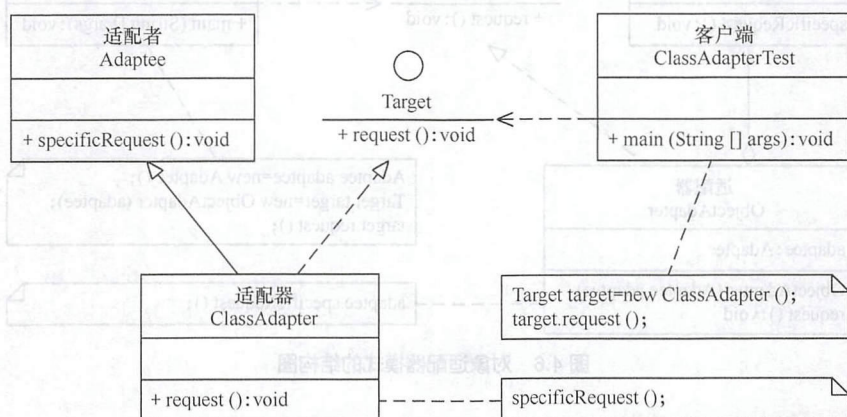 适配者
Adaptee
+ specificRequest ( ): void
Target
+ request ( ): void
客户端
ClassAdapterTest
+ main (String [ ] args): void
适配器
ClassAdapter
+ request ( ): void
Target target=new ClassAdapter ( );
target.request ( );
specificRequest ( );